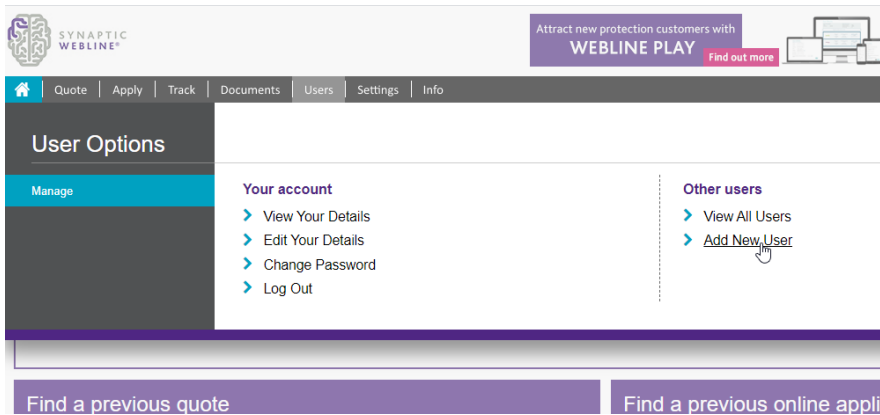 SYNAPTIC
WEBLINE®
Attract new protection customers with
WEBLINE PLAY
Find out more
Quote
Apply
Track
Documents
Users
Settings
Info
User Options
Manage
Your account
View Your Details
Edit Your Details
Change Password
Log Out
Other users
View All Users
Add New User
Find a previous quote
Find a previous online appli